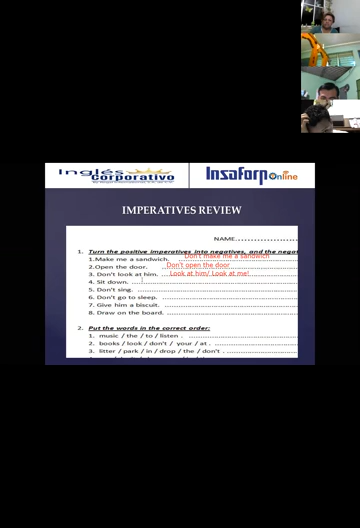 Inglés
Corporativo
Insaforp Online
IMPERATIVES REVIEW
NAME.....................
1. Turn the positive imperatives into negatives, and the negat
1.Make me a sandwich. Don't make me a sandwich
2.Open the door. Don't open the door
3. Don't look at him. Look at him/ Look at me!
4. Sit down.
5. Don't sing.
6. Don't go to sleep.
7. Give him a biscuit.
8. Draw on the board.
2. Put the words in the correct order:
1. music / the / to / listen .
2. books / look / don't / your / at .
3. litter / park / in / drop / the / don't .